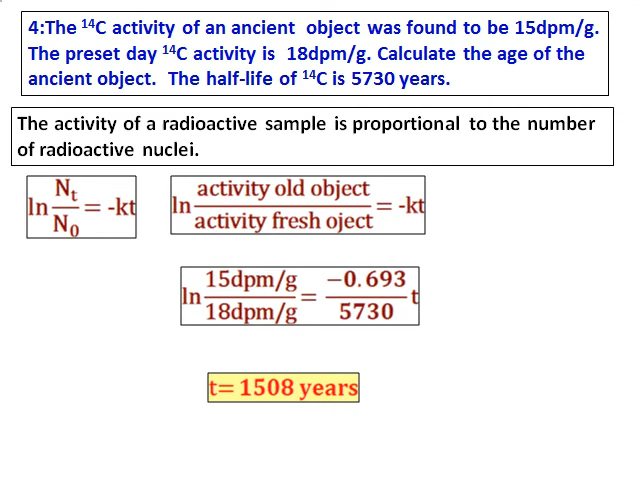 4:The ¹⁴C activity of an ancient object was found to be 15dpm/g.
The preset day ¹⁴C activity is 18dpm/g. Calculate the age of the
ancient object. The half-life of ¹⁴C is 5730 years.
The activity of a radioactive sample is proportional to the number
of radioactive nuclei.
ln Nₜ/N₀ = -kt
ln activity old object/activity fresh oject = -kt
ln 15dpm/g/18dpm/g = −0.693/5730 t
t= 1508 years